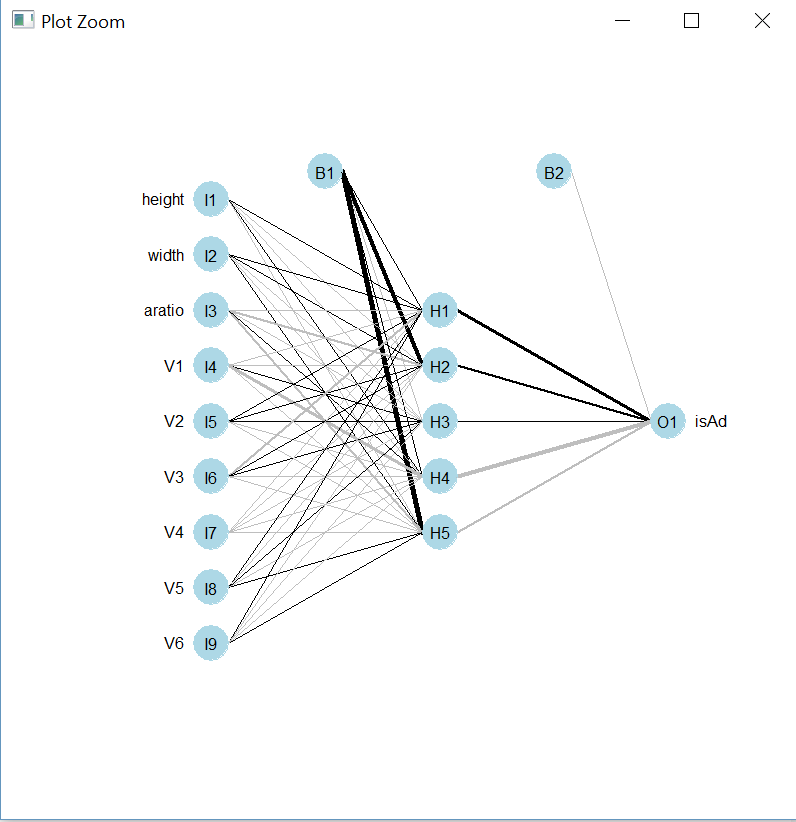 Plot Zoom
B1
B2
height I1
width I2
aratio I3
H1
V1 I4
H2
V2 I5
H3
O1 isAd
V3 I6
H4
V4 I7
H5
V5 I8
V6 I9